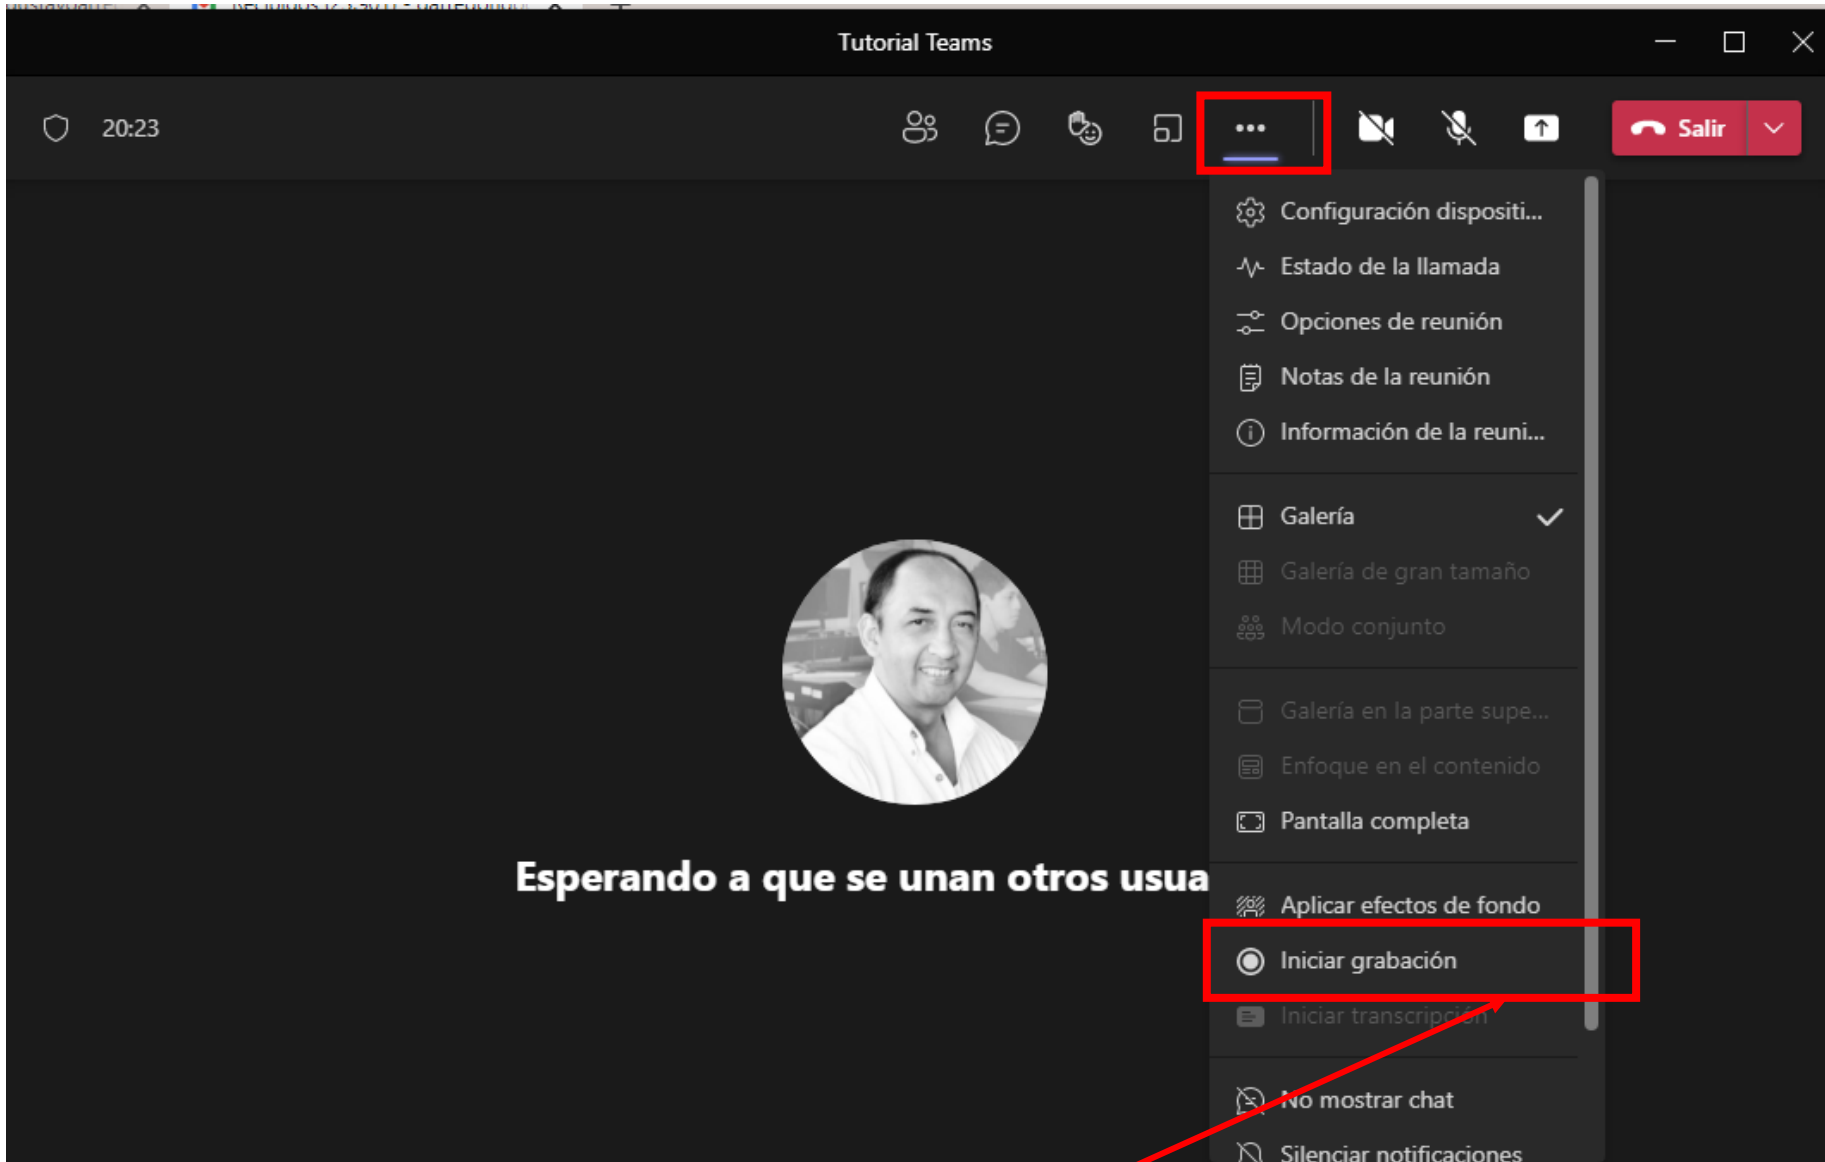 Tutorial Teams
20:23
Salir
Configuración dispositi...
Estado de la llamada
Opciones de reunión
Notas de la reunión
Información de la reuni...
Galería
Galería de gran tamaño
Modo conjunto
Galería en la parte supe...
Enfoque en el contenido
Pantalla completa
Esperando a que se unan otros usua
Aplicar efectos de fondo
Iniciar grabación
Iniciar transcripción
No mostrar chat
Silenciar notificaciones